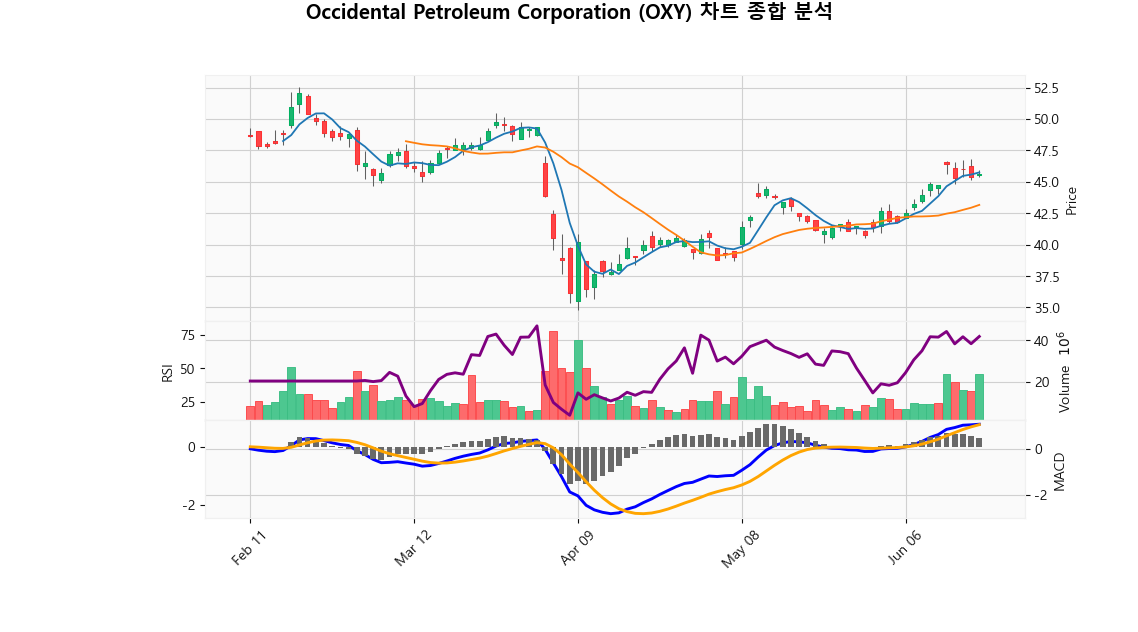 Occidental Petroleum Corporation (OXY) 차트 종합 분석
52.5
50.0
47.5
45.0
42.5
40.0
37.5
35.0
Price
75
50
25
RSI
40
20
Volume 10^6
0
-2
0
-2
MACD
Feb 11
Mar 12
Apr 09
May 08
Jun 06